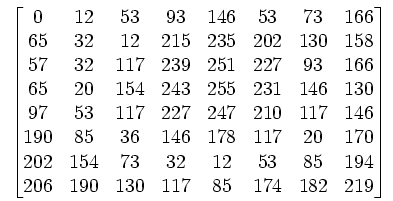 0 12 53 93 146 53 73 166
65 32 12 215 235 202 130 158
57 32 117 239 251 227 93 166
65 20 154 243 255 231 146 130
97 53 117 227 247 210 117 146
190 85 36 146 178 117 20 170
202 154 73 32 12 53 85 194
206 190 130 117 85 174 182 219